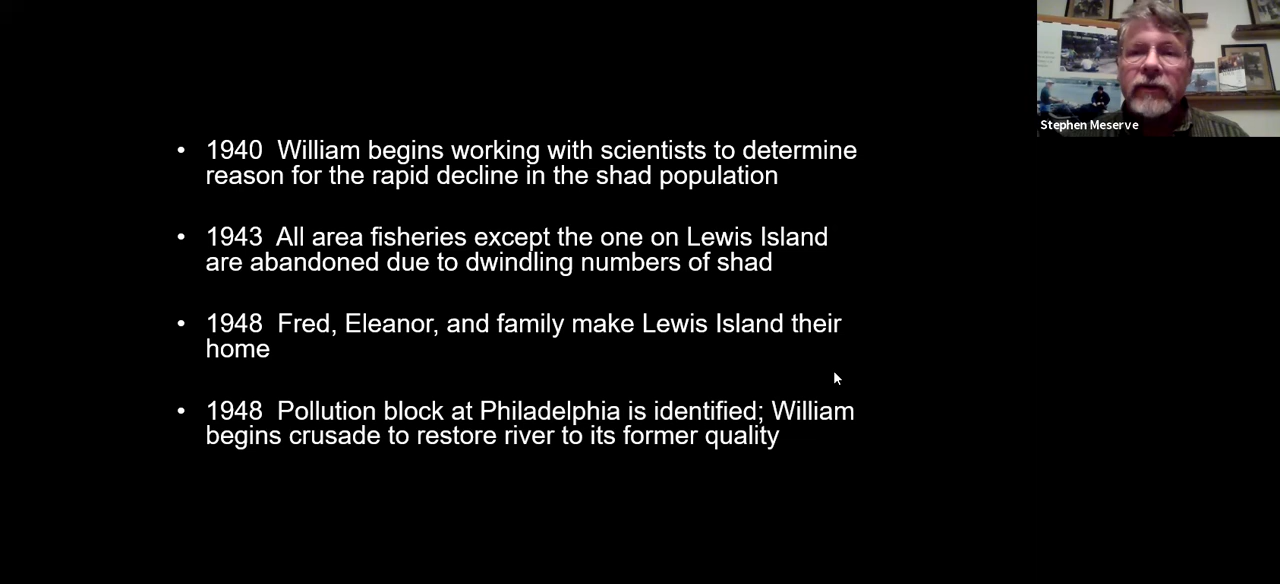 • 1940  William begins working with scientists to determine
reason for the rapid decline in the shad population
• 1943  All area fisheries except the one on Lewis Island
are abandoned due to dwindling numbers of shad
• 1948  Fred, Eleanor, and family make Lewis Island their
home
• 1948  Pollution block at Philadelphia is identified; William
begins crusade to restore river to its former quality
Stephen Meserve